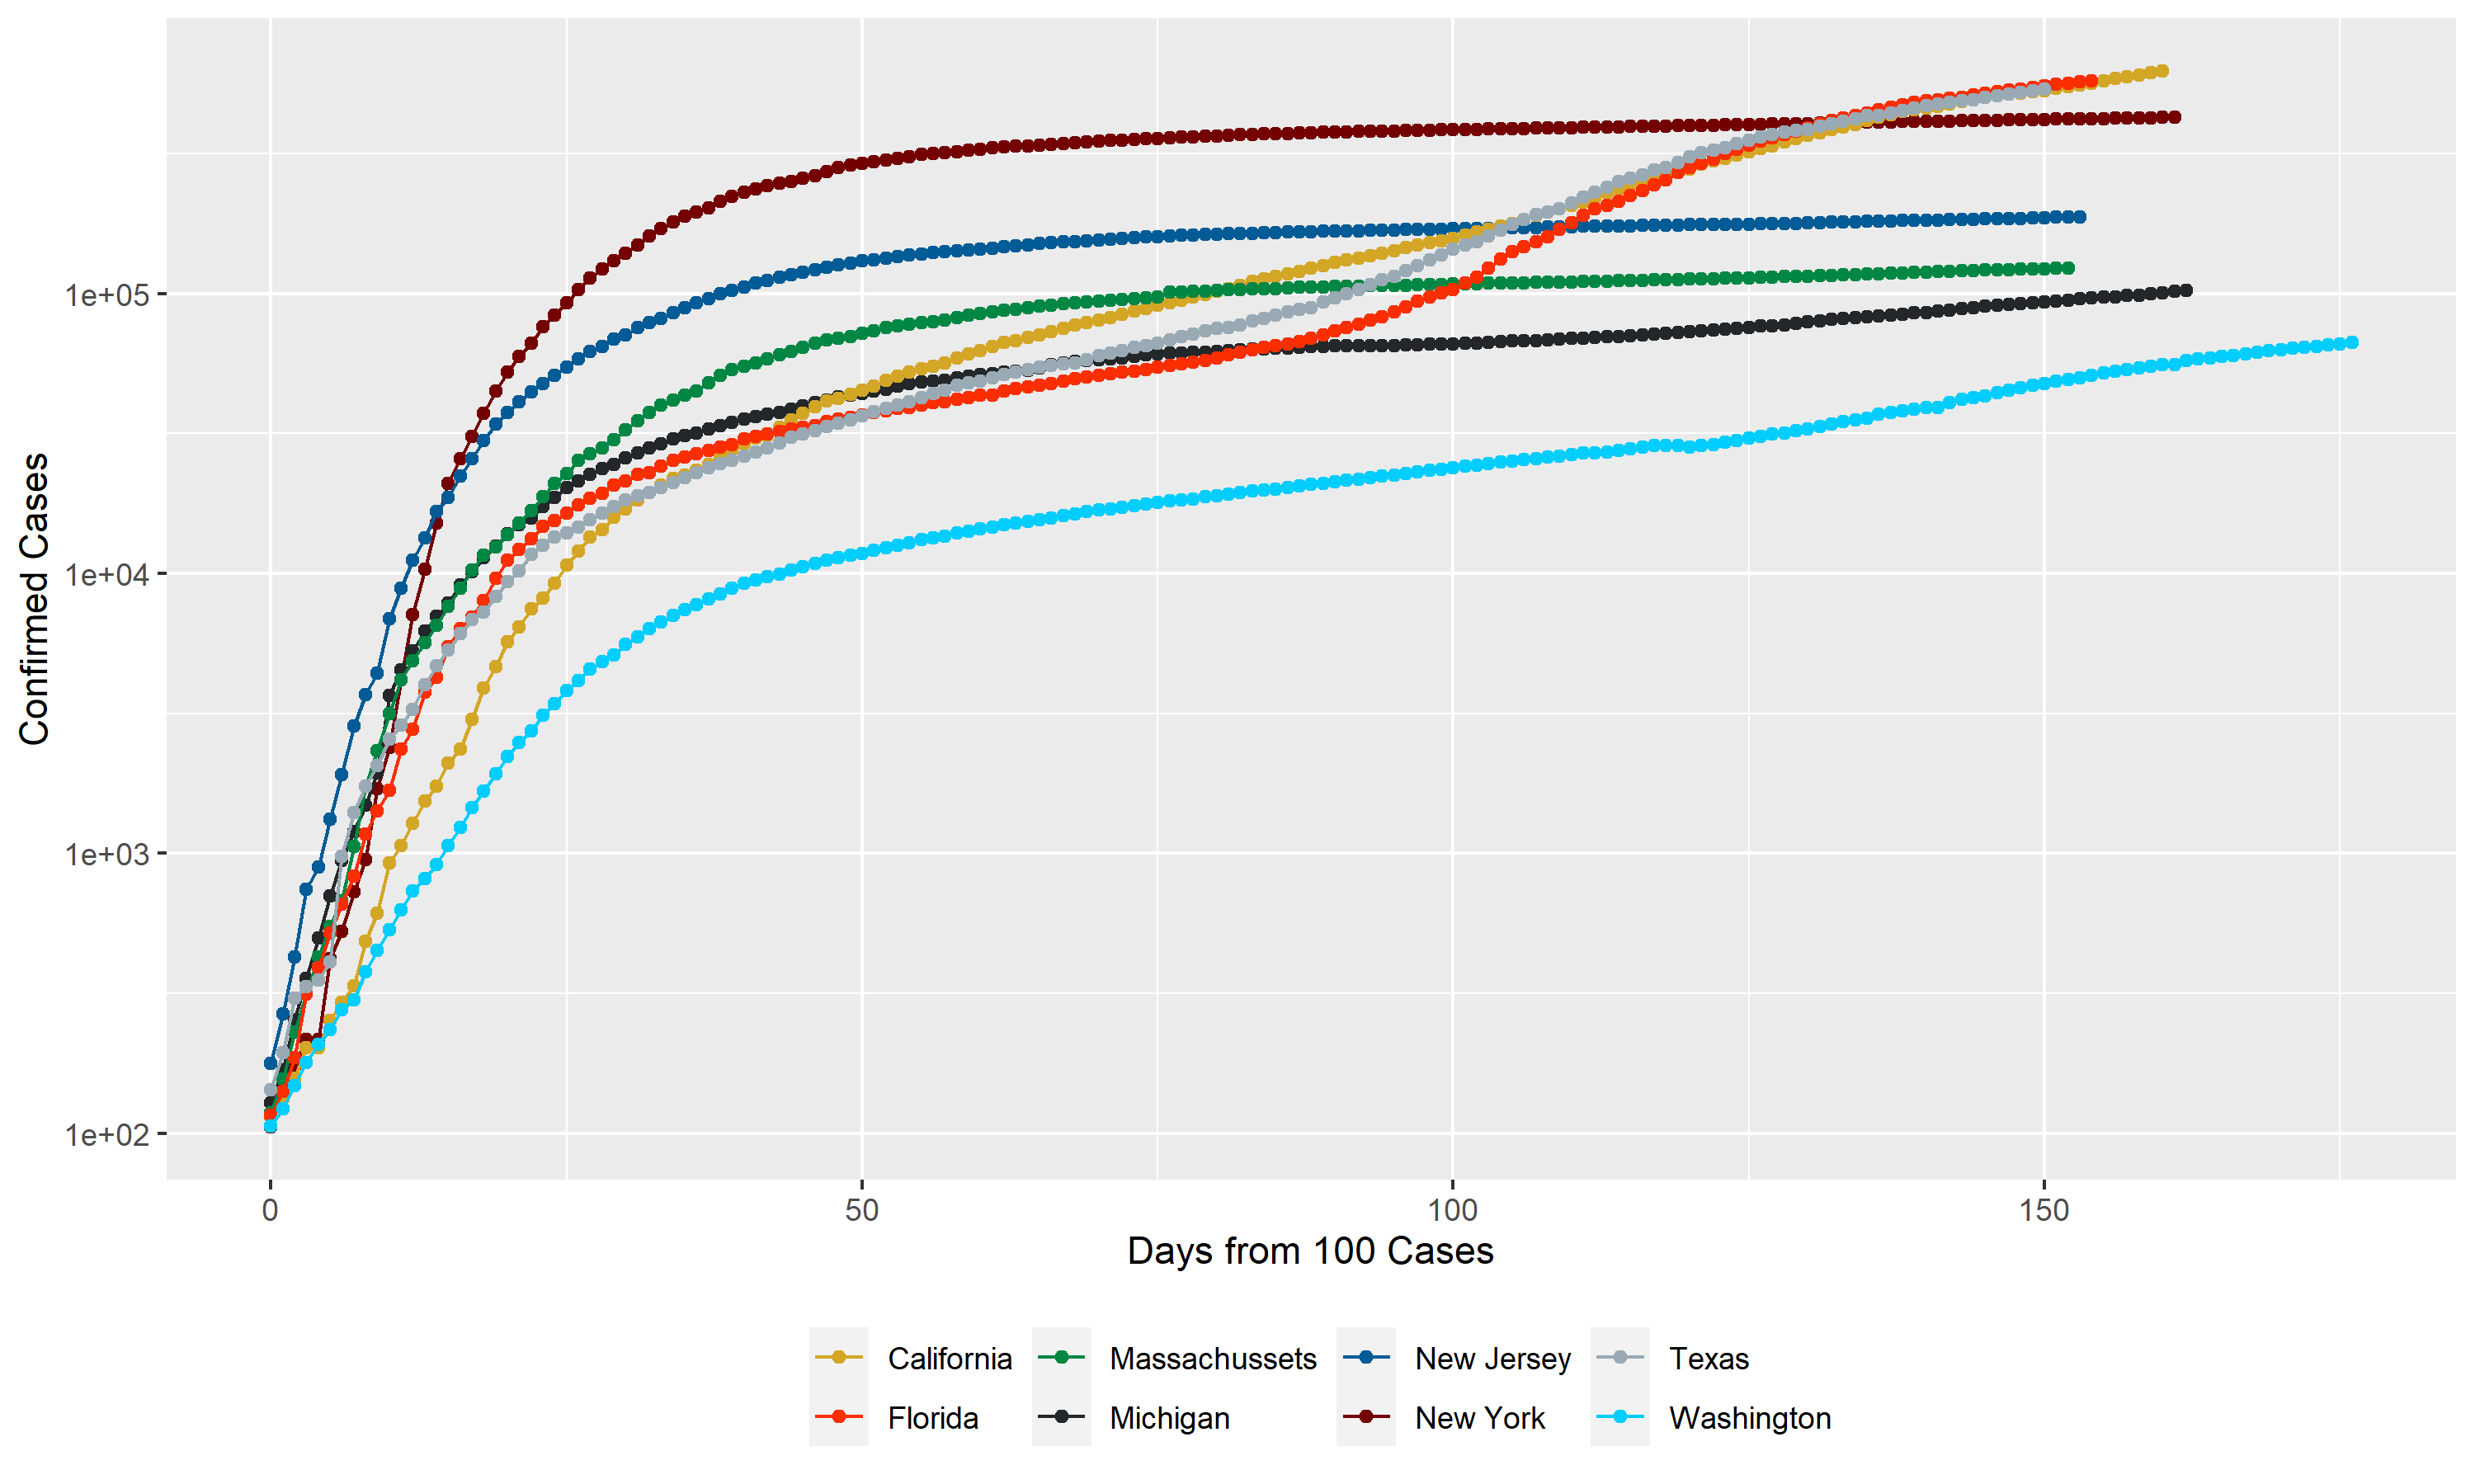 Confirmed Cases
1e+05
1e+04
1e+03
1e+02
0 50 100 150
Days from 100 Cases
California Massachussets New Jersey Texas
Florida Michigan New York Washington